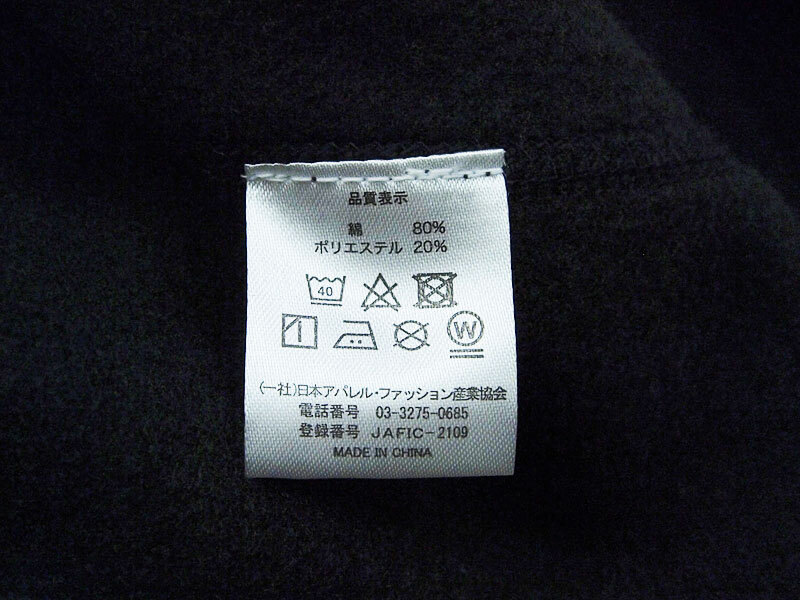 品質表示
綿 80%
ポリエステル 20%
40
W
(一社)日本アパレル・ファッション産業協会
電話番号 03-3275-0685
登録番号 JAFIC-2109
MADE IN CHINA